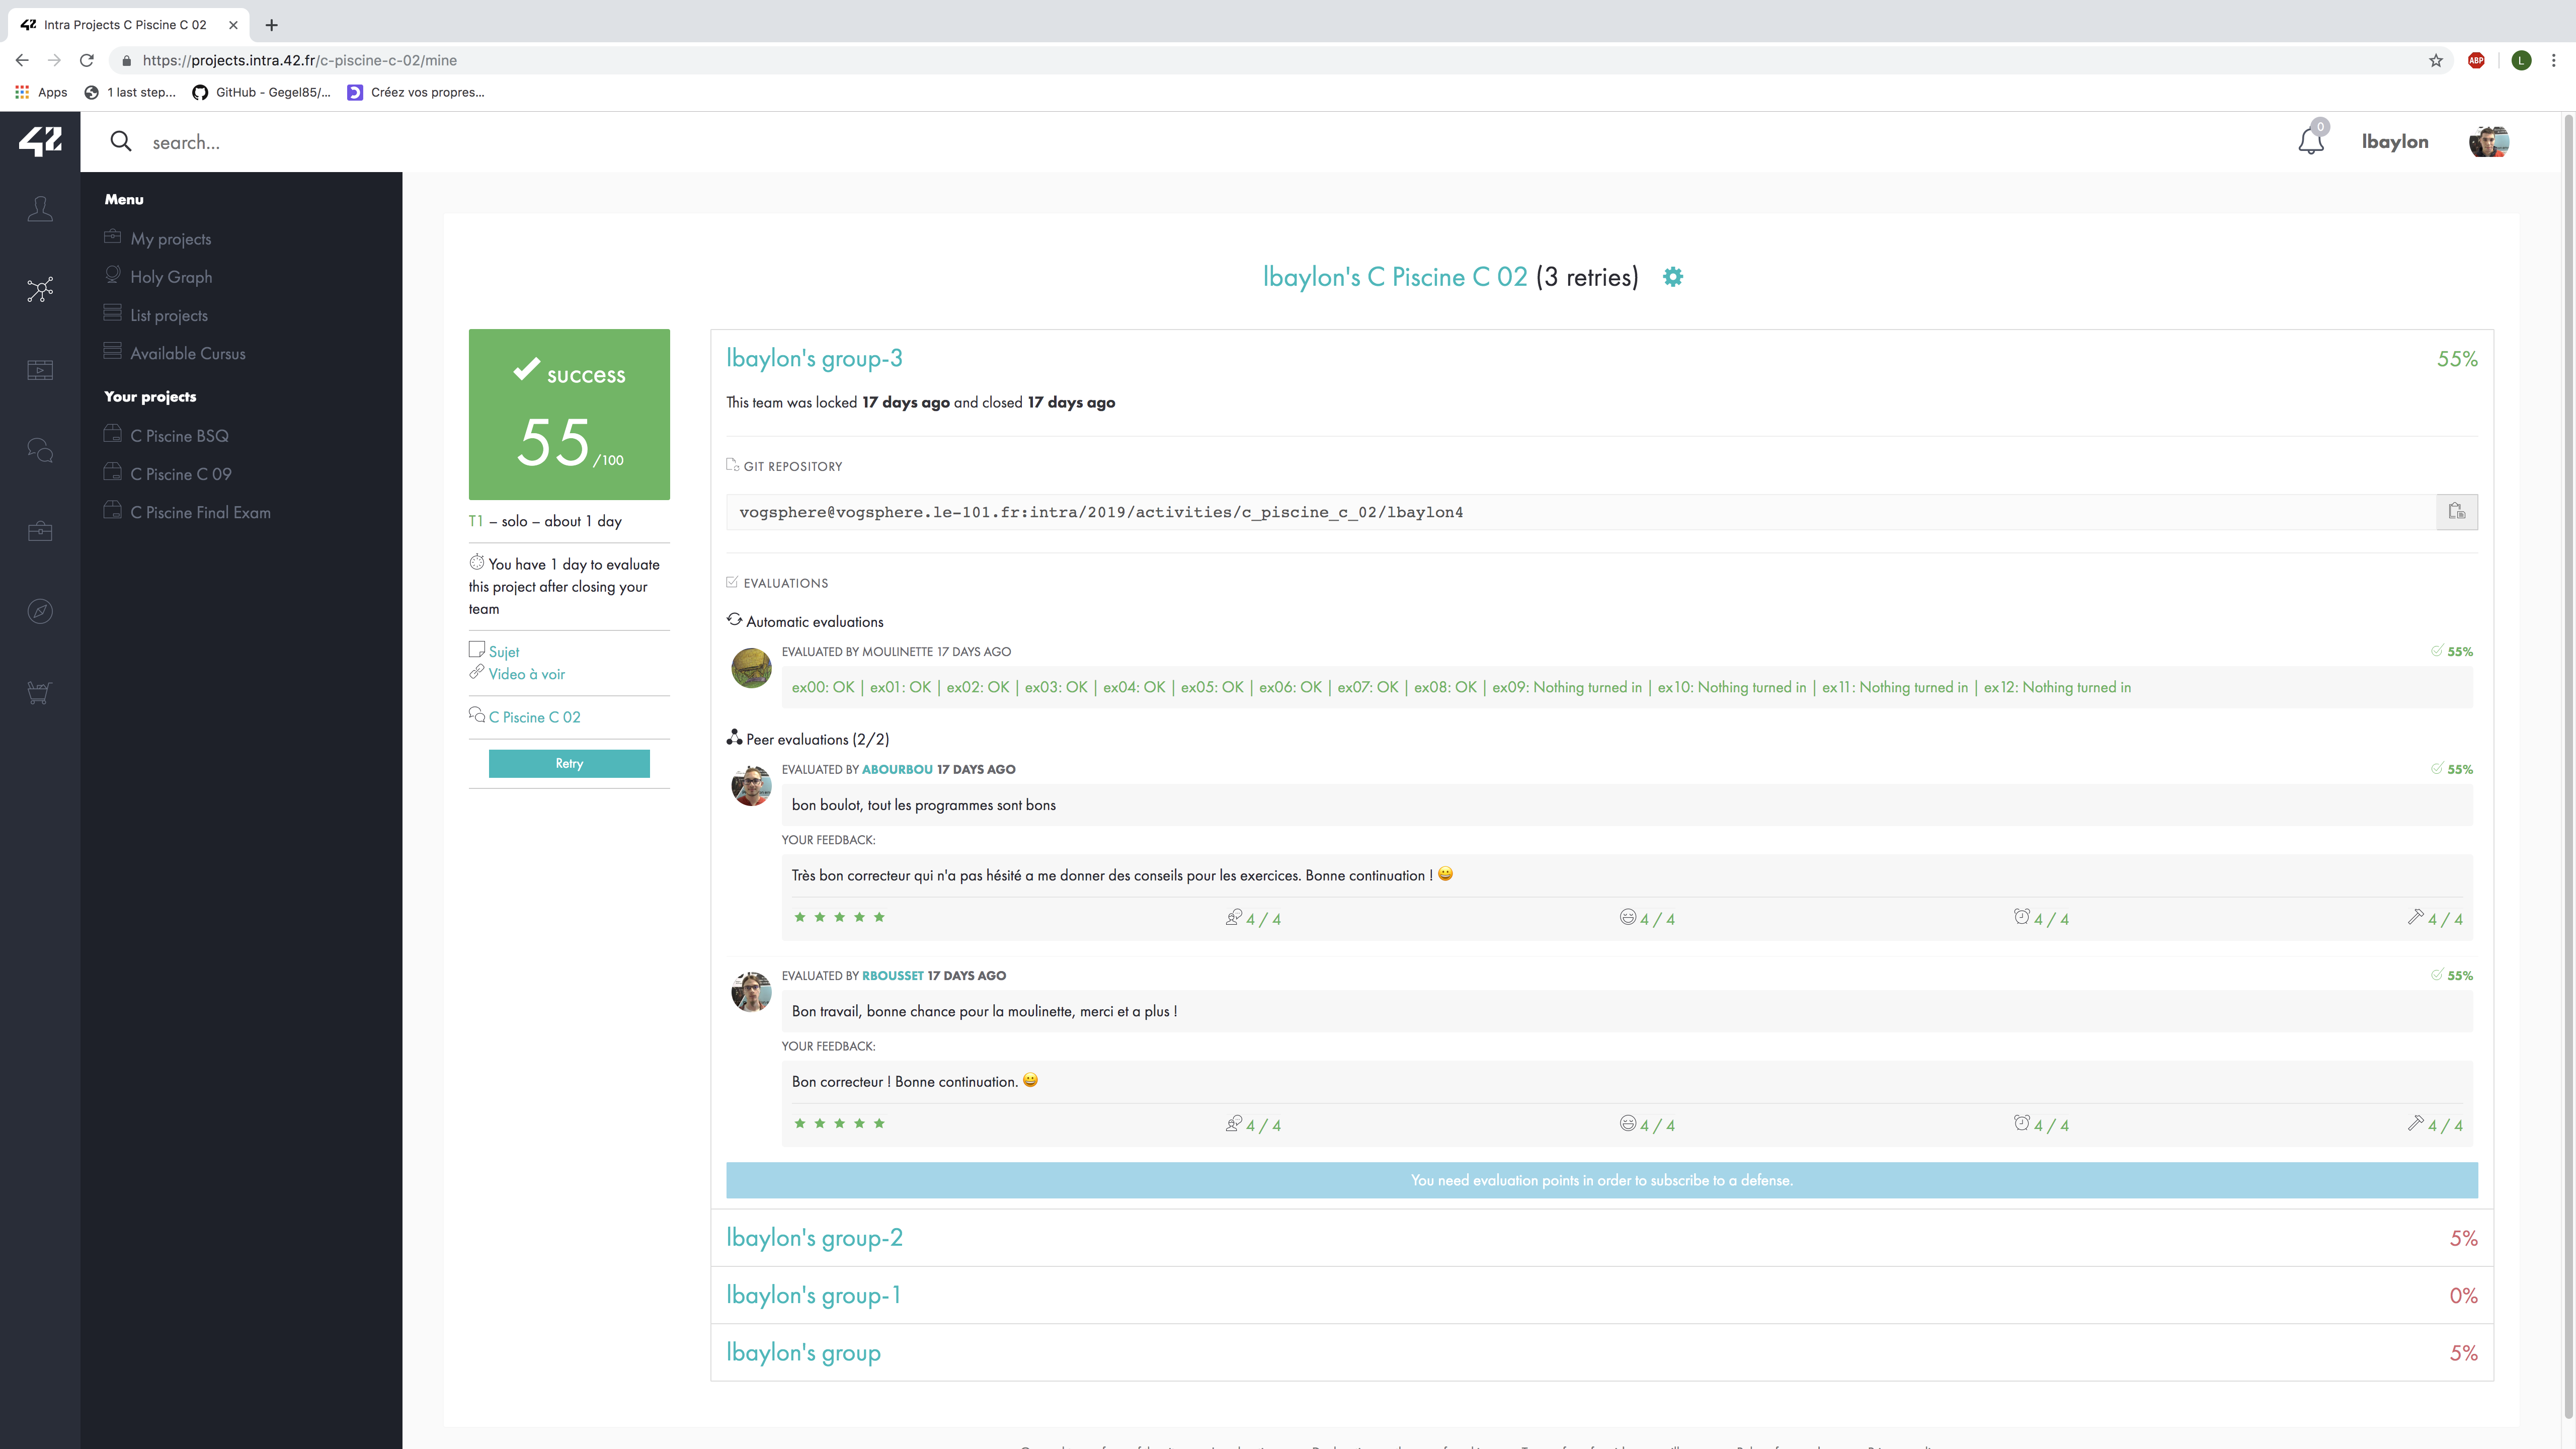 Intra Projects C Piscine C 02
https://projects.intra.42.fr/c-piscine-c-02/mine
ABP
L
Apps
1 last step...
GitHub - Gegel85/...
Créez vos propres...
42
search...
0
lbaylon
Menu
My projects
Holy Graph
List projects
Available Cursus
Your projects
C Piscine BSQ
C Piscine C 09
C Piscine Final Exam
lbaylon's C Piscine C 02 (3 retries)
success
55/100
T1 – solo – about 1 day
You have 1 day to evaluate
this project after closing your
team
Sujet
Video à voir
C Piscine C 02
Retry
lbaylon's group-3
55%
This team was locked 17 days ago and closed 17 days ago
GIT REPOSITORY
vogsphere@vogsphere.le-101.fr:intra/2019/activities/c_piscine_c_02/lbaylon4
EVALUATIONS
Automatic evaluations
EVALUATED BY MOULINETTE 17 DAYS AGO
55%
ex00: OK | ex01: OK | ex02: OK | ex03: OK | ex04: OK | ex05: OK | ex06: OK | ex07: OK | ex08: OK | ex09: Nothing turned in | ex10: Nothing turned in | ex11: Nothing turned in | ex12: Nothing turned in
Peer evaluations (2/2)
EVALUATED BY ABOURBOU 17 DAYS AGO
55%
bon boulot, tout les programmes sont bons
YOUR FEEDBACK:
Très bon correcteur qui n'a pas hésité a me donner des conseils pour les exercices. Bonne continuation ! 😀
4 / 4
4 / 4
4 / 4
4 / 4
EVALUATED BY RBOUSSET 17 DAYS AGO
55%
Bon travail, bonne chance pour la moulinette, merci et a plus !
YOUR FEEDBACK:
Bon correcteur ! Bonne continuation. 😀
4 / 4
4 / 4
4 / 4
4 / 4
You need evaluation points in order to subscribe to a defense.
lbaylon's group-2
5%
lbaylon's group-1
0%
lbaylon's group
5%